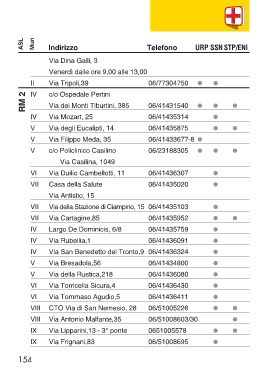 ASL Mun Indirizzo Telefono URP SSN STP/ENI
Via Dina Galli, 3
Venerdì dalle ore 9,00 alle 13,00
RM 2
II Via Tripoli,39 06/77304750 ● ●
IV c/o Ospedale Pertini
Via dei Monti Tiburtini, 385 06/41431540 ● ● ●
IV Via Mozart, 25 06/41435314 ●
V Via degli Eucalipti, 14 06/41435875 ● ●
V Via Filippo Meda, 35 06/41433677-8 ●
V c/o Policlinico Casilino 06/23188305 ● ● ●
Via Casilina, 1049
VI Via Duilio Cambellotti, 11 06/41436307 ●
VII Casa della Salute 06/41435020 ●
Via Antistio, 15
VII Via della Stazione di Ciampino, 15 06/41435103 ●
VII Via Cartagine,85 06/41435952 ● ●
IV Largo De Dominicis, 6/8 06/41435759 ●
IV Via Rubellia,1 06/41436091 ●
IV Via San Benedetto del Tronto,9 06/41436324 ●
V Via Bresadola,56 06/41434800 ●
V Via della Rustica,218 06/41436080 ●
VI Via Torricella Sicura,4 06/41436430 ●
VI Via Tommaso Agudio,5 06/41436411 ●
VIII CTO Via di San Nemesio, 28 06/51005226 ● ●
VIII Via Antonio Malfante,35 06/51008603/30 ●
IX Via Lipparini,13 - 3° ponte 0651005578 ● ●
IX Via Frignani,83 06/51008695 ●
154